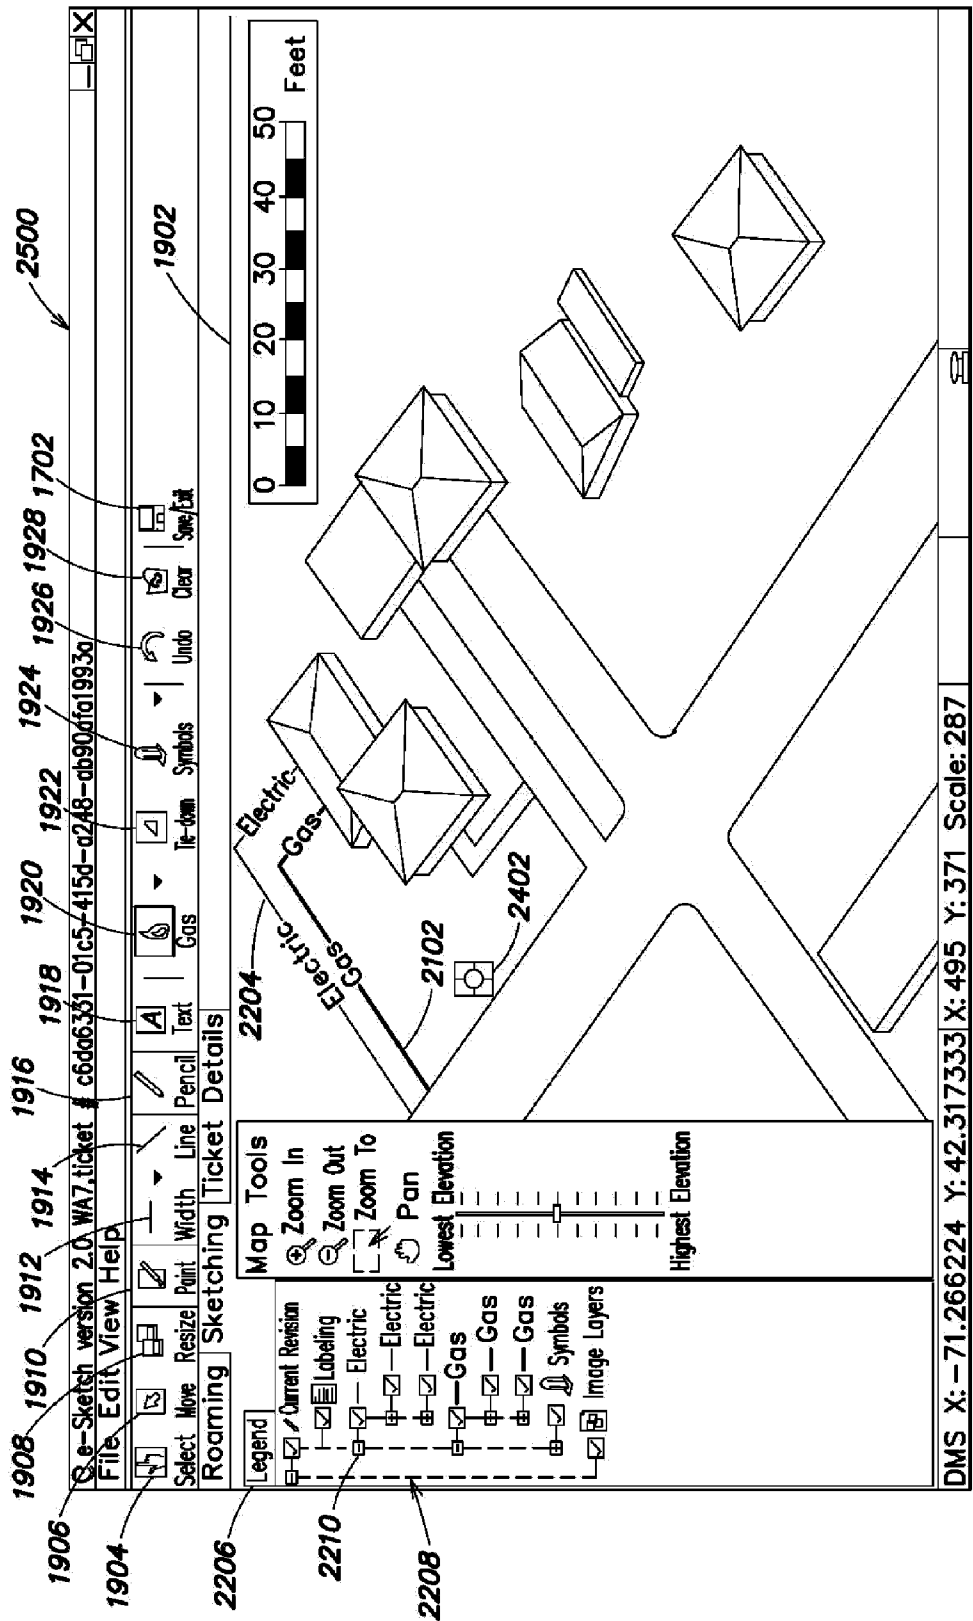 2500
e-Sketch version 2.0 WA7.ticket # c6da6331-01c5-415d-a248-db90dfa1993a
File Edit View Help
1904
1906
1908
1910
1912
1914
1916
1918
1920
1922
1924
1926
1928
1702
1902
Select Move Resize Paint Width Line Pencil Text Gas Tie-down Symbols Undo Clear Save/Exit
Roaming Sketching Ticket Details
2206
Legend
Current Revision
Labeling
Electric
Electric
Electric
Gas
Gas
Gas
Symbols
Image Layers
2210
2208
Map Tools
Zoom In
Zoom Out
Zoom To
Pan
Lowest Elevation
Highest Elevation
0 10 20 30 40 50
Feet
2204
Electric
Electric
Gas
Gas
2102
2402
DMS X:-71.266224 Y:42.317333 X:495 Y:371 Scale:287